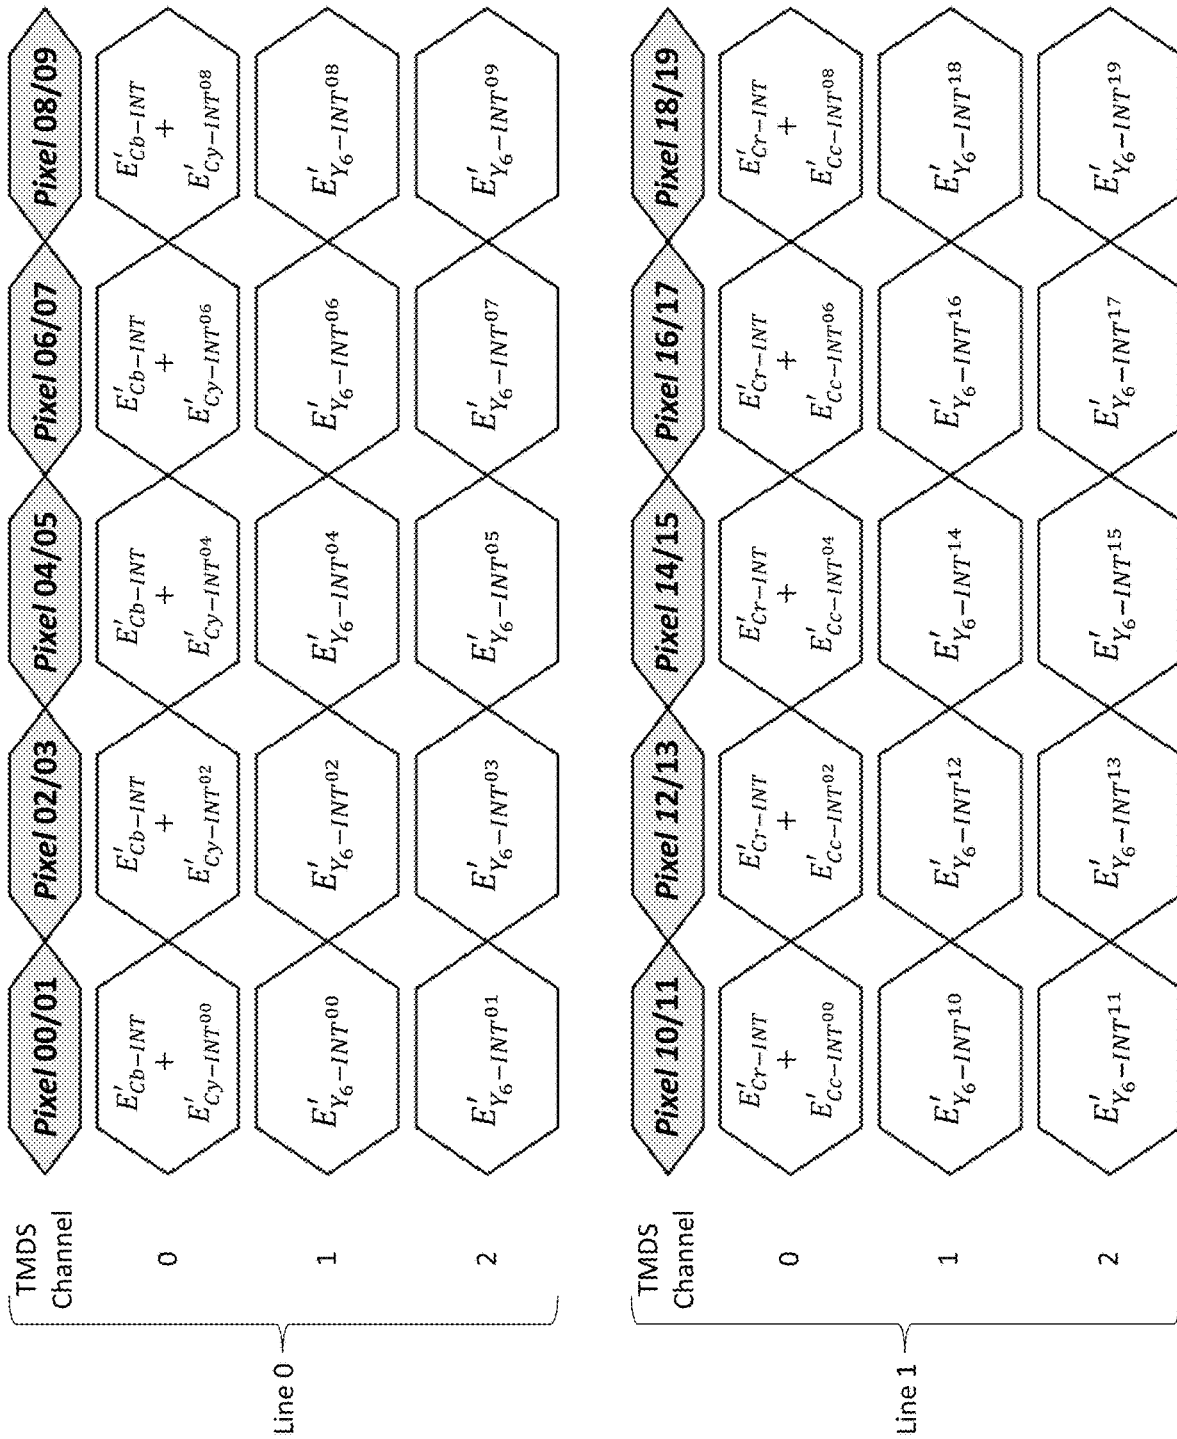 Line 0
TMDS
Channel
Pixel 00/01 Pixel 02/03 Pixel 04/05 Pixel 06/07 Pixel 08/09
0
E'Cb−INT + E'Cy−INT⁰⁰
E'Cb−INT + E'Cy−INT⁰²
E'Cb−INT + E'Cy−INT⁰⁴
E'Cb−INT + E'Cy−INT⁰⁶
E'Cb−INT + E'Cy−INT⁰⁸
1
E'Y₆−INT⁰⁰ E'Y₆−INT⁰² E'Y₆−INT⁰⁴ E'Y₆−INT⁰⁶ E'Y₆−INT⁰⁸
2
E'Y₆−INT⁰¹ E'Y₆−INT⁰³ E'Y₆−INT⁰⁵ E'Y₆−INT⁰⁷ E'Y₆−INT⁰⁹
Line 1
TMDS
Channel
Pixel 10/11 Pixel 12/13 Pixel 14/15 Pixel 16/17 Pixel 18/19
0
E'Cr−INT + E'Cc−INT⁰⁰
E'Cr−INT + E'Cc−INT⁰²
E'Cr−INT + E'Cc−INT⁰⁴
E'Cr−INT + E'Cc−INT⁰⁶
E'Cr−INT + E'Cc−INT⁰⁸
1
E'Y₆−INT¹⁰ E'Y₆−INT¹² E'Y₆−INT¹⁴ E'Y₆−INT¹⁶ E'Y₆−INT¹⁸
2
E'Y₆−INT¹¹ E'Y₆−INT¹³ E'Y₆−INT¹⁵ E'Y₆−INT¹⁷ E'Y₆−INT¹⁹